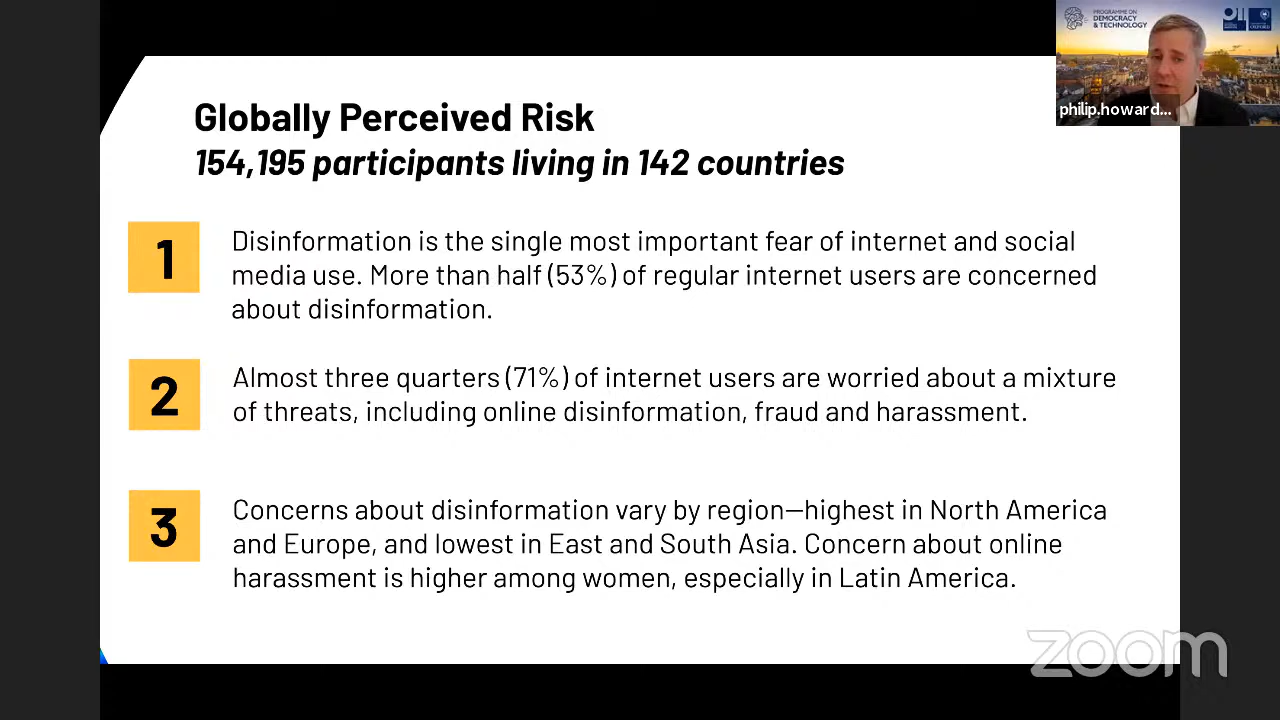 PROGRAMME ON
DEMOCRACY
& TECHNOLOGY
OII
OXFORD
philip.howard...
Globally Perceived Risk
154,195 participants living in 142 countries
1
Disinformation is the single most important fear of internet and social
media use. More than half (53%) of regular internet users are concerned
about disinformation.
2
Almost three quarters (71%) of internet users are worried about a mixture
of threats, including online disinformation, fraud and harassment.
3
Concerns about disinformation vary by region—highest in North America
and Europe, and lowest in East and South Asia. Concern about online
harassment is higher among women, especially in Latin America.
zoom